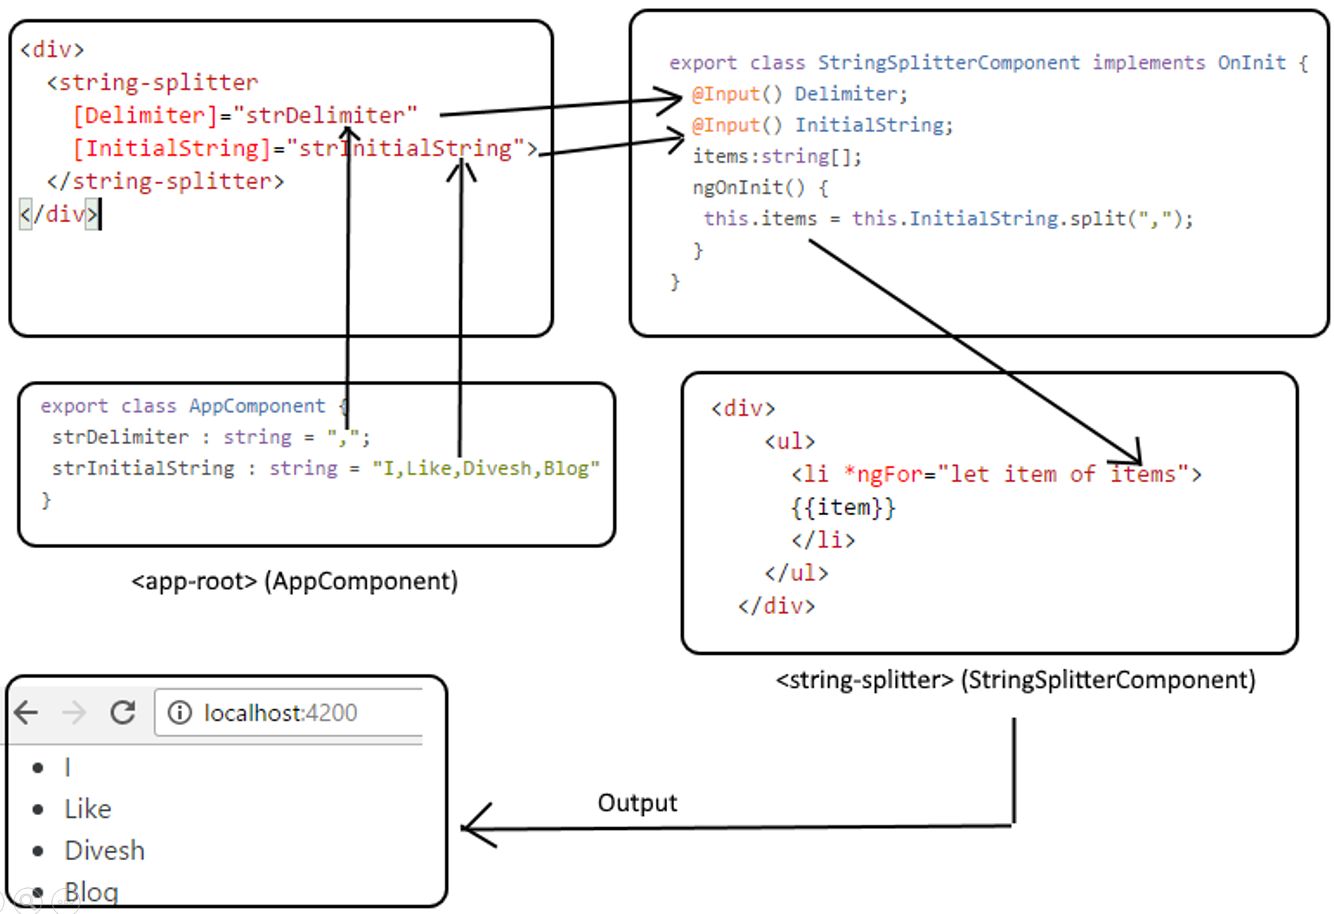 <div>
<string-splitter
[Delimiter]="strDelimiter"
[InitialString]="strInitialString">
</string-splitter>
</div>
export class StringSplitterComponent implements OnInit {
@Input() Delimiter;
@Input() InitialString;
items:string[];
ngOnInit() {
this.items = this.InitialString.split(",");
}
}
export class AppComponent {
strDelimiter : string = ",";
strInitialString : string = "I,Like,Divesh,Blog"
}
<app-root> (AppComponent)
<div>
<ul>
<li *ngFor="let item of items">
{{item}}
</li>
</ul>
</div>
<string-splitter> (StringSplitterComponent)
Output
localhost:4200
• I
• Like
• Divesh
• Blog